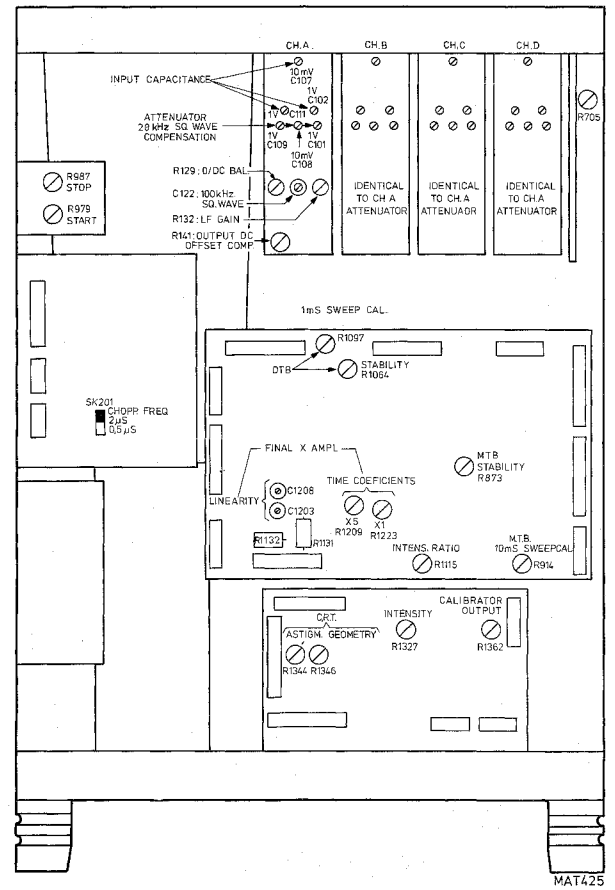 CH.A. CH.B CH.C CH.D
INPUT CAPACITANCE
10mV
C107
1V
C102
1V C111
ATTENUATOR
20kHz SQ. WAVE
COMPENSATION
1V
C109
1V
C101
10mV
C108
R705
R987
STOP
R979
START
R129: 0/DC BAL
C122: 100kHz
SQ.WAVE
R132: LF GAIN
R141: OUTPUT DC
OFFSET COMP.
IDENTICAL
TO CH A
ATTENUATOR
IDENTICAL
TO CH.A
ATTENUAOR
IDENTICAL
TO CH.A
ATTENUATOR
1mS SWEEP CAL.
R1097
DTB
STABILITY
R1064
SK201
CHOPP. FREQ
2µS
0,5µS
FINAL X AMPL
TIME COEFICIENTS
MTB
STABILITY
R873
LINEARITY
C1208
C1203
X5
R1209
X1
R1223
R1132
R1131
INTENS. RATIO
R1115
M.T.B.
10mS SWEEPCAL
R914
C.R.T.
ASTIGM. GEOMETRY
R1344 R1346
INTENSITY
R1327
CALIBRATOR
OUTPUT
R1362
MAT425